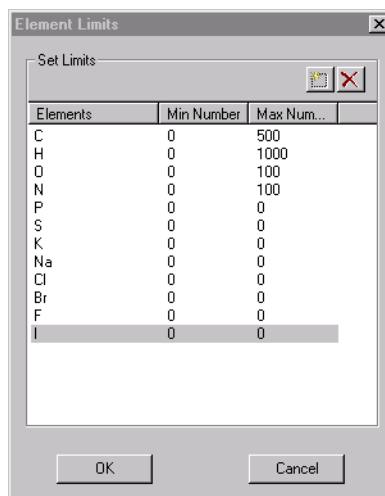 Element Limits
Set Limits
Elements Min Number Max Num...
C 0 500
H 0 1000
O 0 100
N 0 100
P 0 0
S 0 0
K 0 0
Na 0 0
Cl 0 0
Br 0 0
F 0 0
I 0 0
OK Cancel